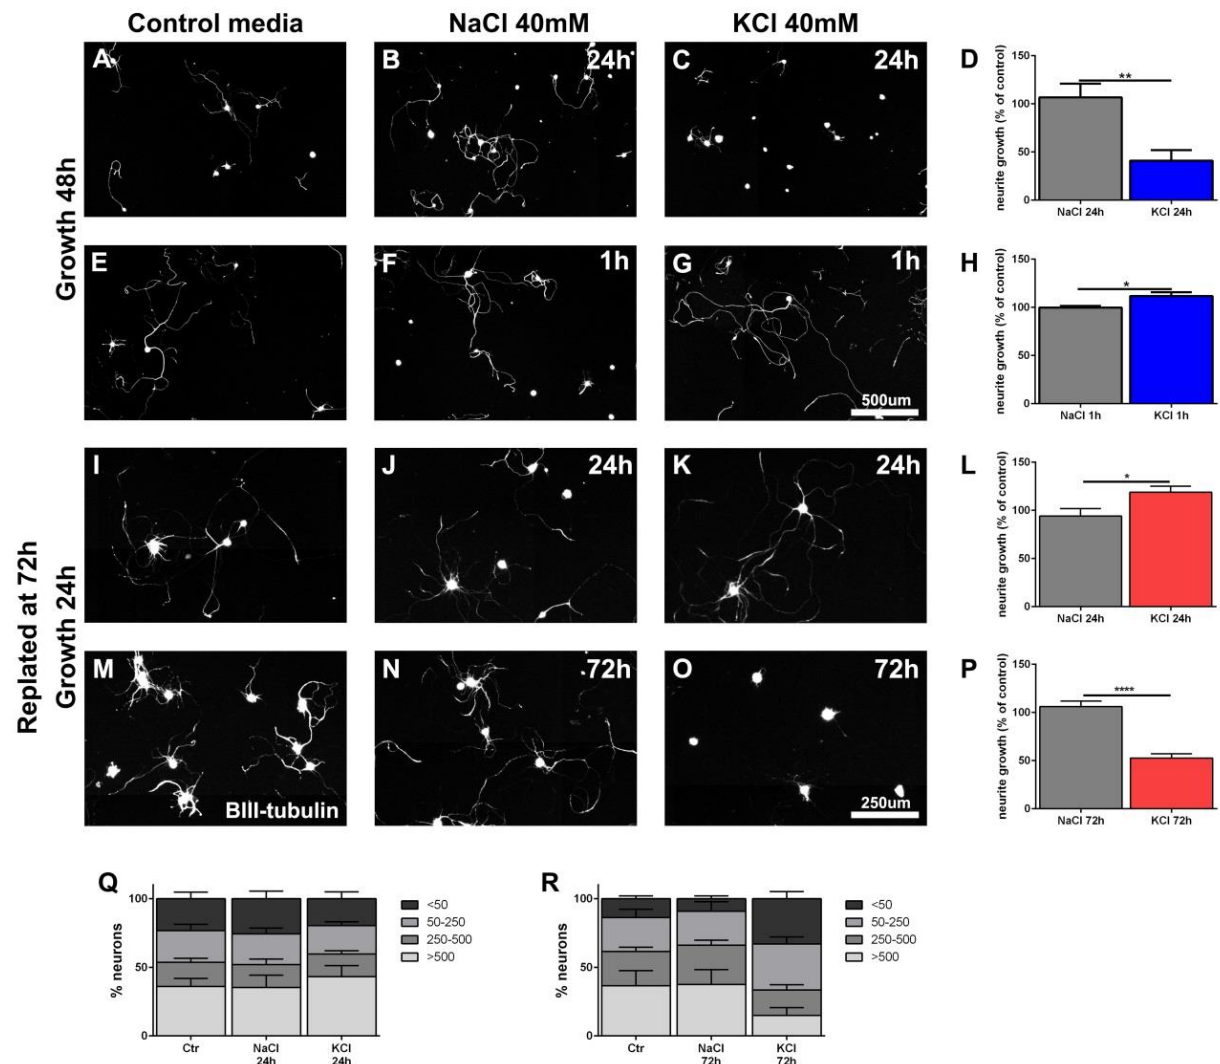 Control media
NaCl 40mM
KCl 40mM
Growth 48h
A
B
24h
C
24h
D
neurite growth (% of control)
150
100
50
0
**
NaCl 24h
KCl 24h
E
F
1h
G
1h
500um
H
neurite growth (% of control)
150
100
50
0
*
NaCl 1h
KCl 1h
Replated at 72h
Growth 24h
I
J
24h
K
24h
L
neurite growth (% of control)
150
100
50
0
*
NaCl 24h
KCl 24h
M
BIII-tubulin
N
72h
O
72h
250um
P
neurite growth (% of control)
150
100
50
0
****
NaCl 72h
KCl 72h
Q
% neurons
100
50
0
Ctr
NaCl
24h
KCl
24h
<50
50-250
250-500
>500
R
% neurons
100
50
0
Ctr
NaCl
72h
KCl
72h
<50
50-250
250-500
>500